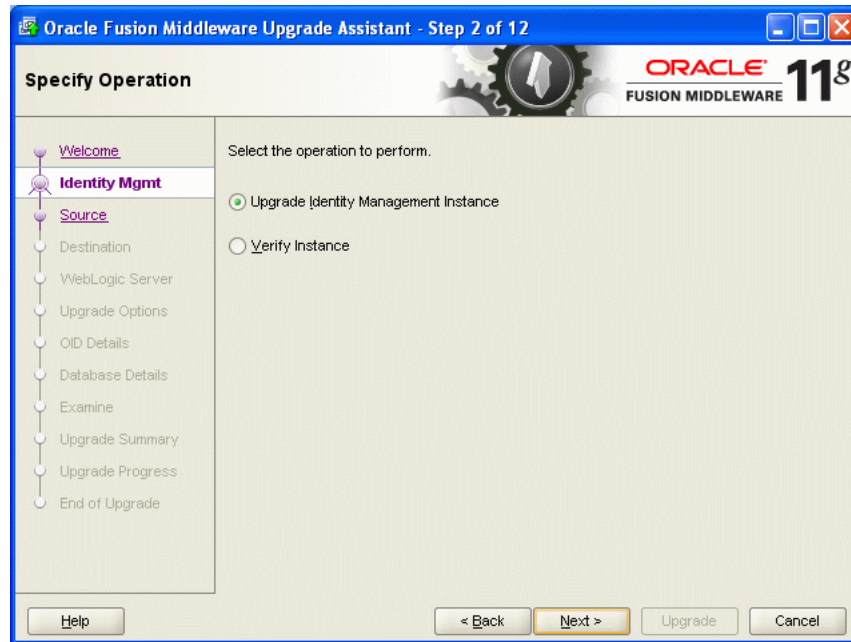 Oracle Fusion Middleware Upgrade Assistant - Step 2 of 12
Specify Operation
ORACLE
FUSION MIDDLEWARE
11g
Welcome
Identity Mgmt
Source
Destination
WebLogic Server
Upgrade Options
OID Details
Database Details
Examine
Upgrade Summary
Upgrade Progress
End of Upgrade
Select the operation to perform.
Upgrade Identity Management Instance
Verify Instance
Help
< Back
Next >
Upgrade
Cancel